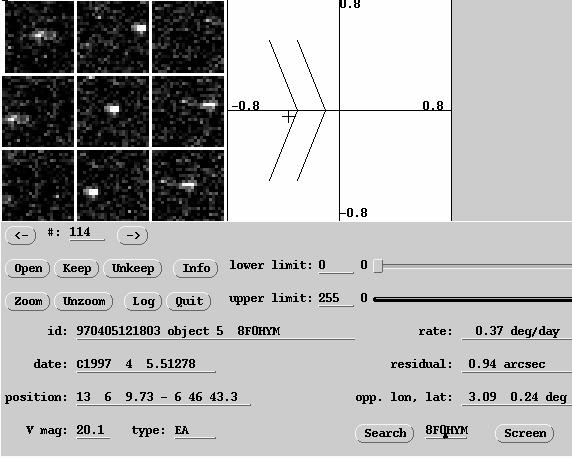 0.8
-0.8 0.8
-0.8
<- #: 114 ->
Open Keep Unkeep Info lower limit: 0 0
Zoom Unzoom Log Quit upper limit: 255 0
id: 970405121803 object 5 8F0HYM rate: 0.37 deg/day
date: C1997 4 5.51278 residual: 0.94 arcsec
position: 13 6 9.73 - 6 46 43.3 opp. lon, lat: 3.09 0.24 deg
V mag: 20.1 type: EA Search 8F0HYM Screen